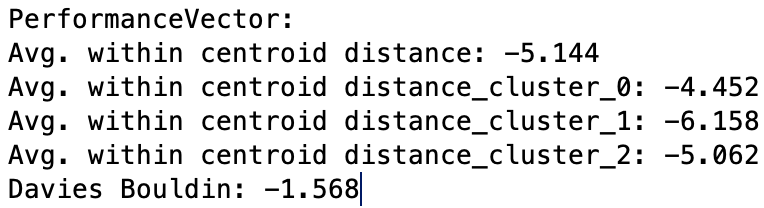 PerformanceVector:
Avg. within centroid distance: -5.144
Avg. within centroid distance_cluster_0: -4.452
Avg. within centroid distance_cluster_1: -6.158
Avg. within centroid distance_cluster_2: -5.062
Davies Bouldin: -1.568